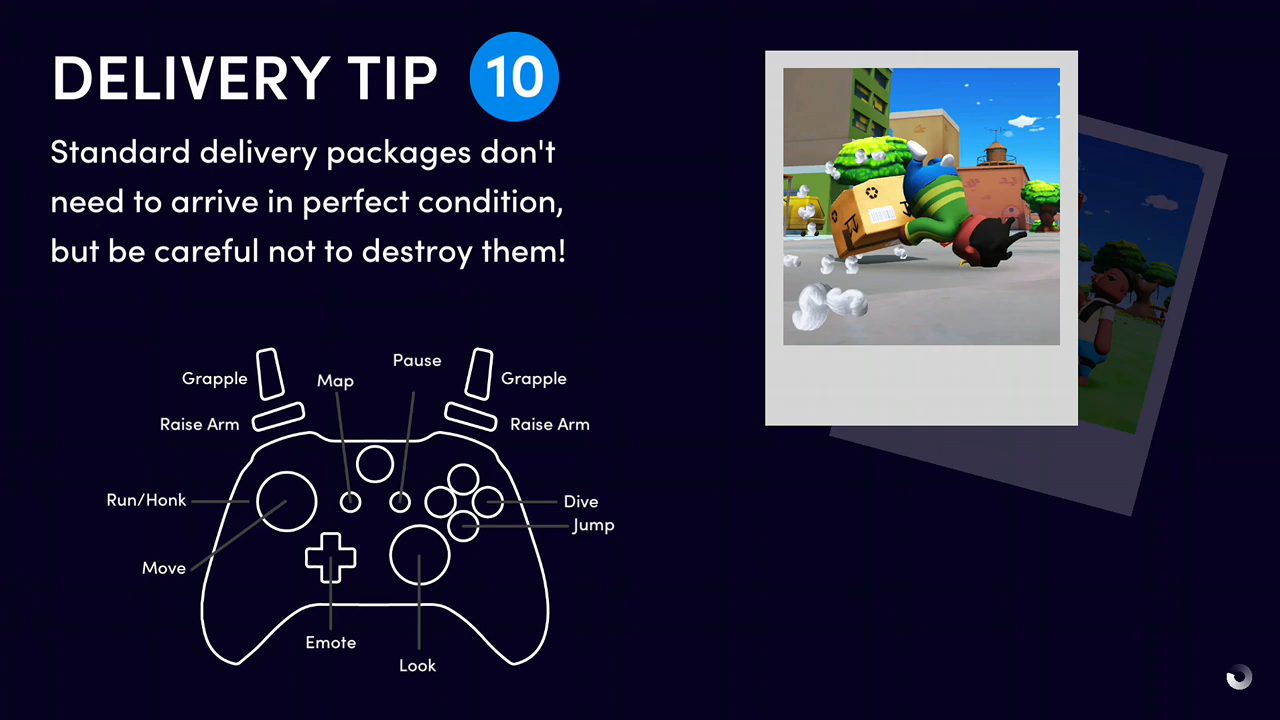 DELIVERY TIP 10
Standard delivery packages don't
need to arrive in perfect condition,
but be careful not to destroy them!
Pause
Grapple
Map
Grapple
Raise Arm
Raise Arm
Run/Honk
Dive
Jump
Move
Emote
Look